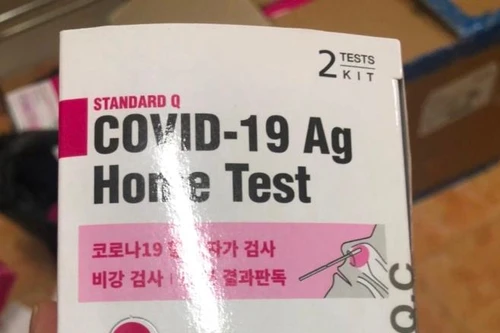 2 TESTS
KIT
STANDARD Q
COVID-19 Ag
Home Test
코로나19 자가 검사
비강 검사 결과판독
Q.C